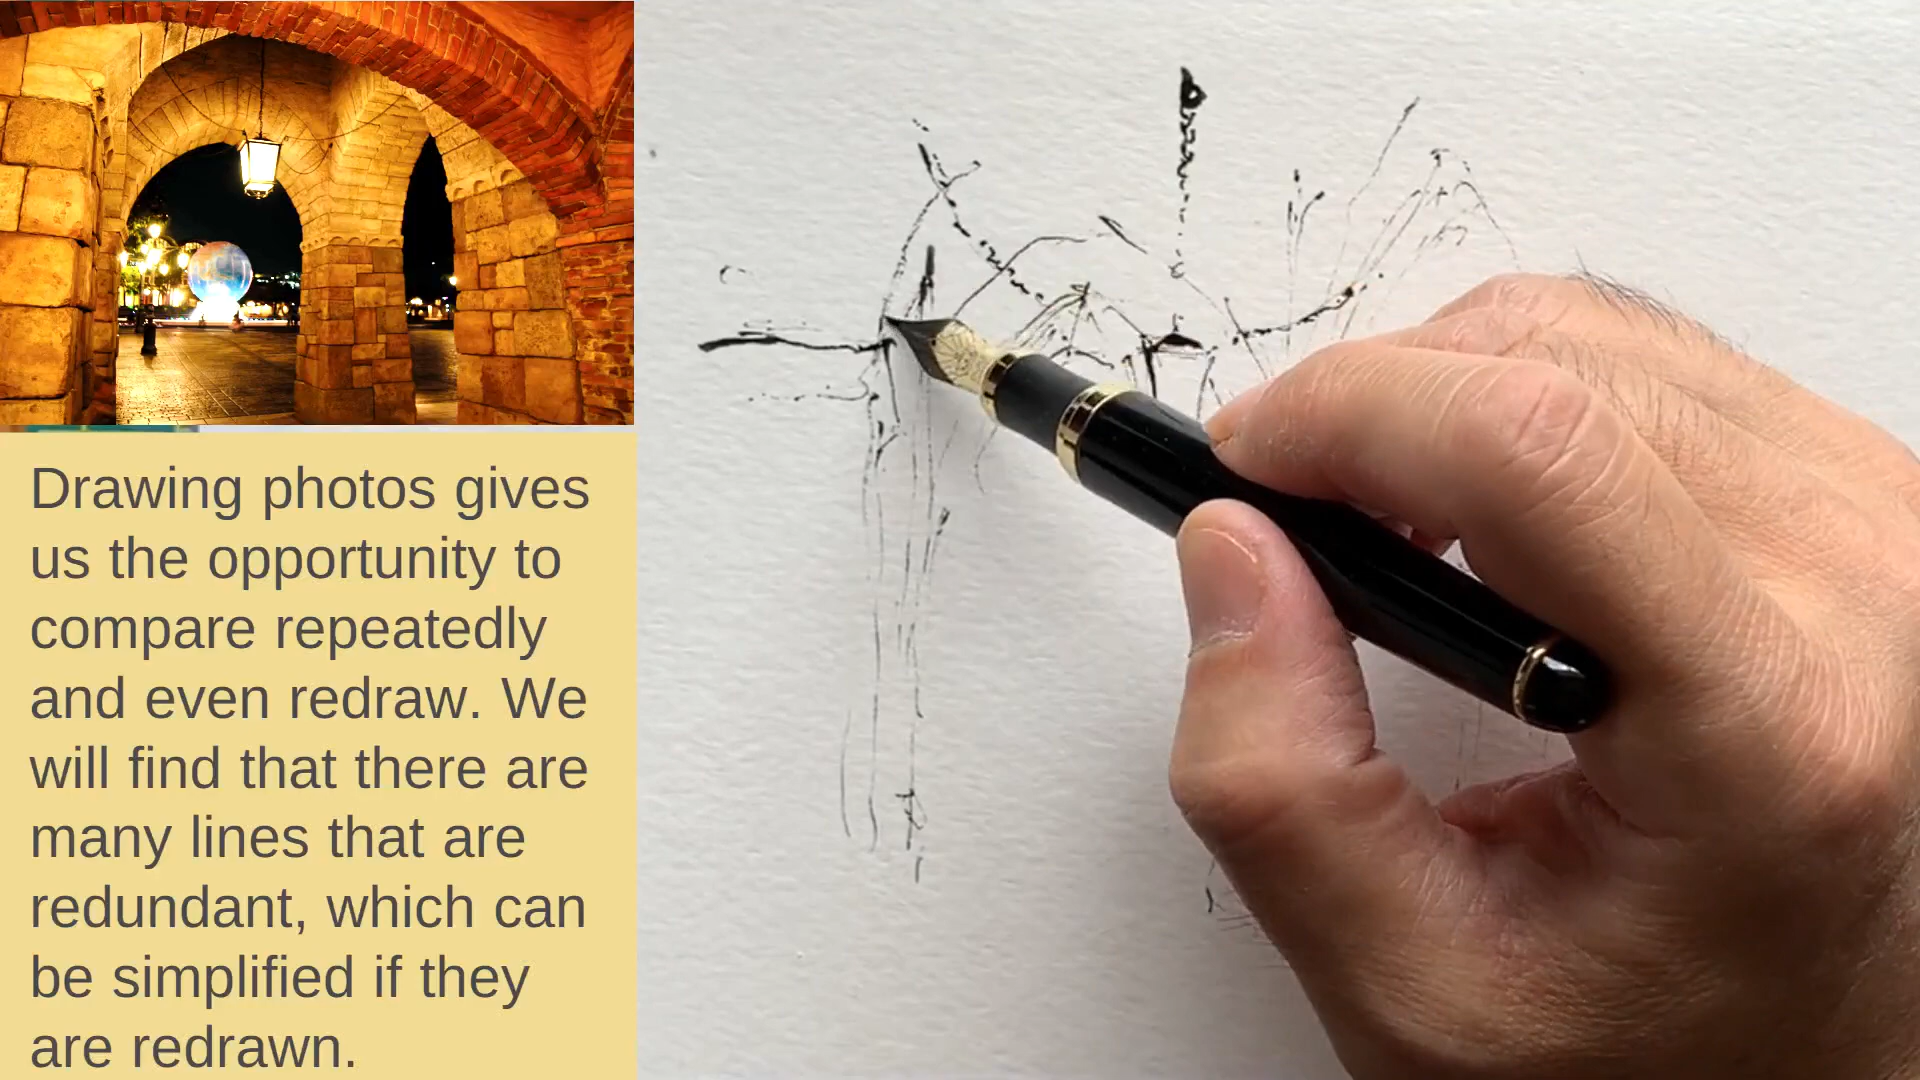 Drawing photos gives
us the opportunity to
compare repeatedly
and even redraw. We
will find that there are
many lines that are
redundant, which can
be simplified if they
are redrawn.